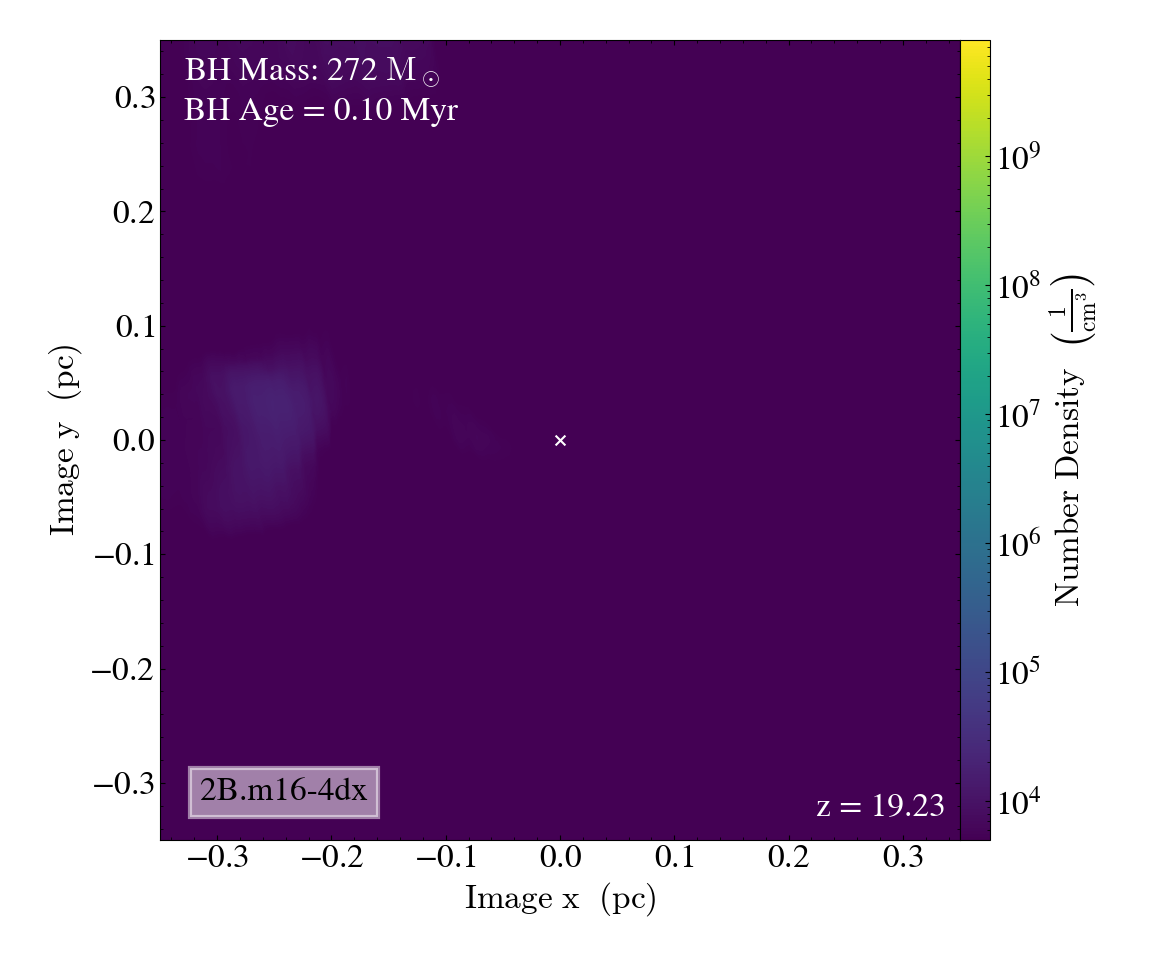 BH Mass: 272 M☉
BH Age = 0.10 Myr
0.3
0.2
0.1
0.0
−0.1
−0.2
−0.3
Image y (pc)
2B.m16-4dx
z = 19.23
−0.3 −0.2 −0.1 0.0 0.1 0.2 0.3
Image x (pc)
10⁹
10⁸
10⁷
10⁶
10⁵
10⁴
Number Density (1/cm³)